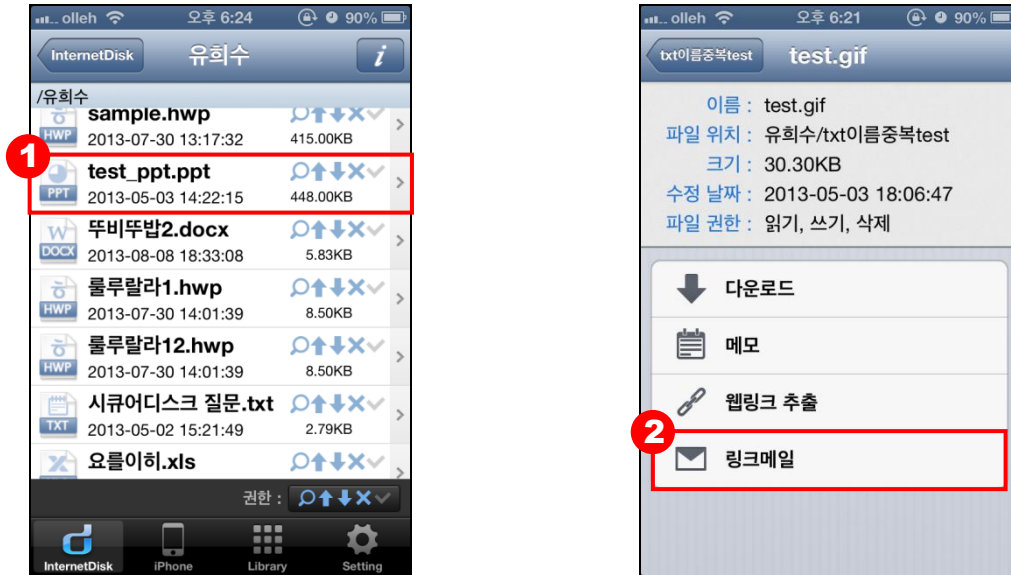 olleh 오후 6:24 90%
InternetDisk 유희수 i
/유희수
sample.hwp
HWP 2013-07-30 13:17:32 415.00KB
1
test_ppt.ppt
PPT 2013-05-03 14:22:15 448.00KB
뚜비뚜밥2.docx
DOCX 2013-08-08 18:33:08 5.83KB
룰루랄라1.hwp
HWP 2013-07-30 14:01:39 8.50KB
룰루랄라12.hwp
HWP 2013-07-30 14:01:39 8.50KB
시큐어디스크 질문.txt
TXT 2013-05-02 15:21:49 2.79KB
요를이히.xls
권한 :
InternetDisk iPhone Library Setting
olleh 오후 6:21 90%
txt이름중복test test.gif
이름 : test.gif
파일 위치 : 유희수/txt이름중복test
크기 : 30.30KB
수정 날짜 : 2013-05-03 18:06:47
파일 권한 : 읽기, 쓰기, 삭제
다운로드
메모
웹링크 추출
2
링크메일